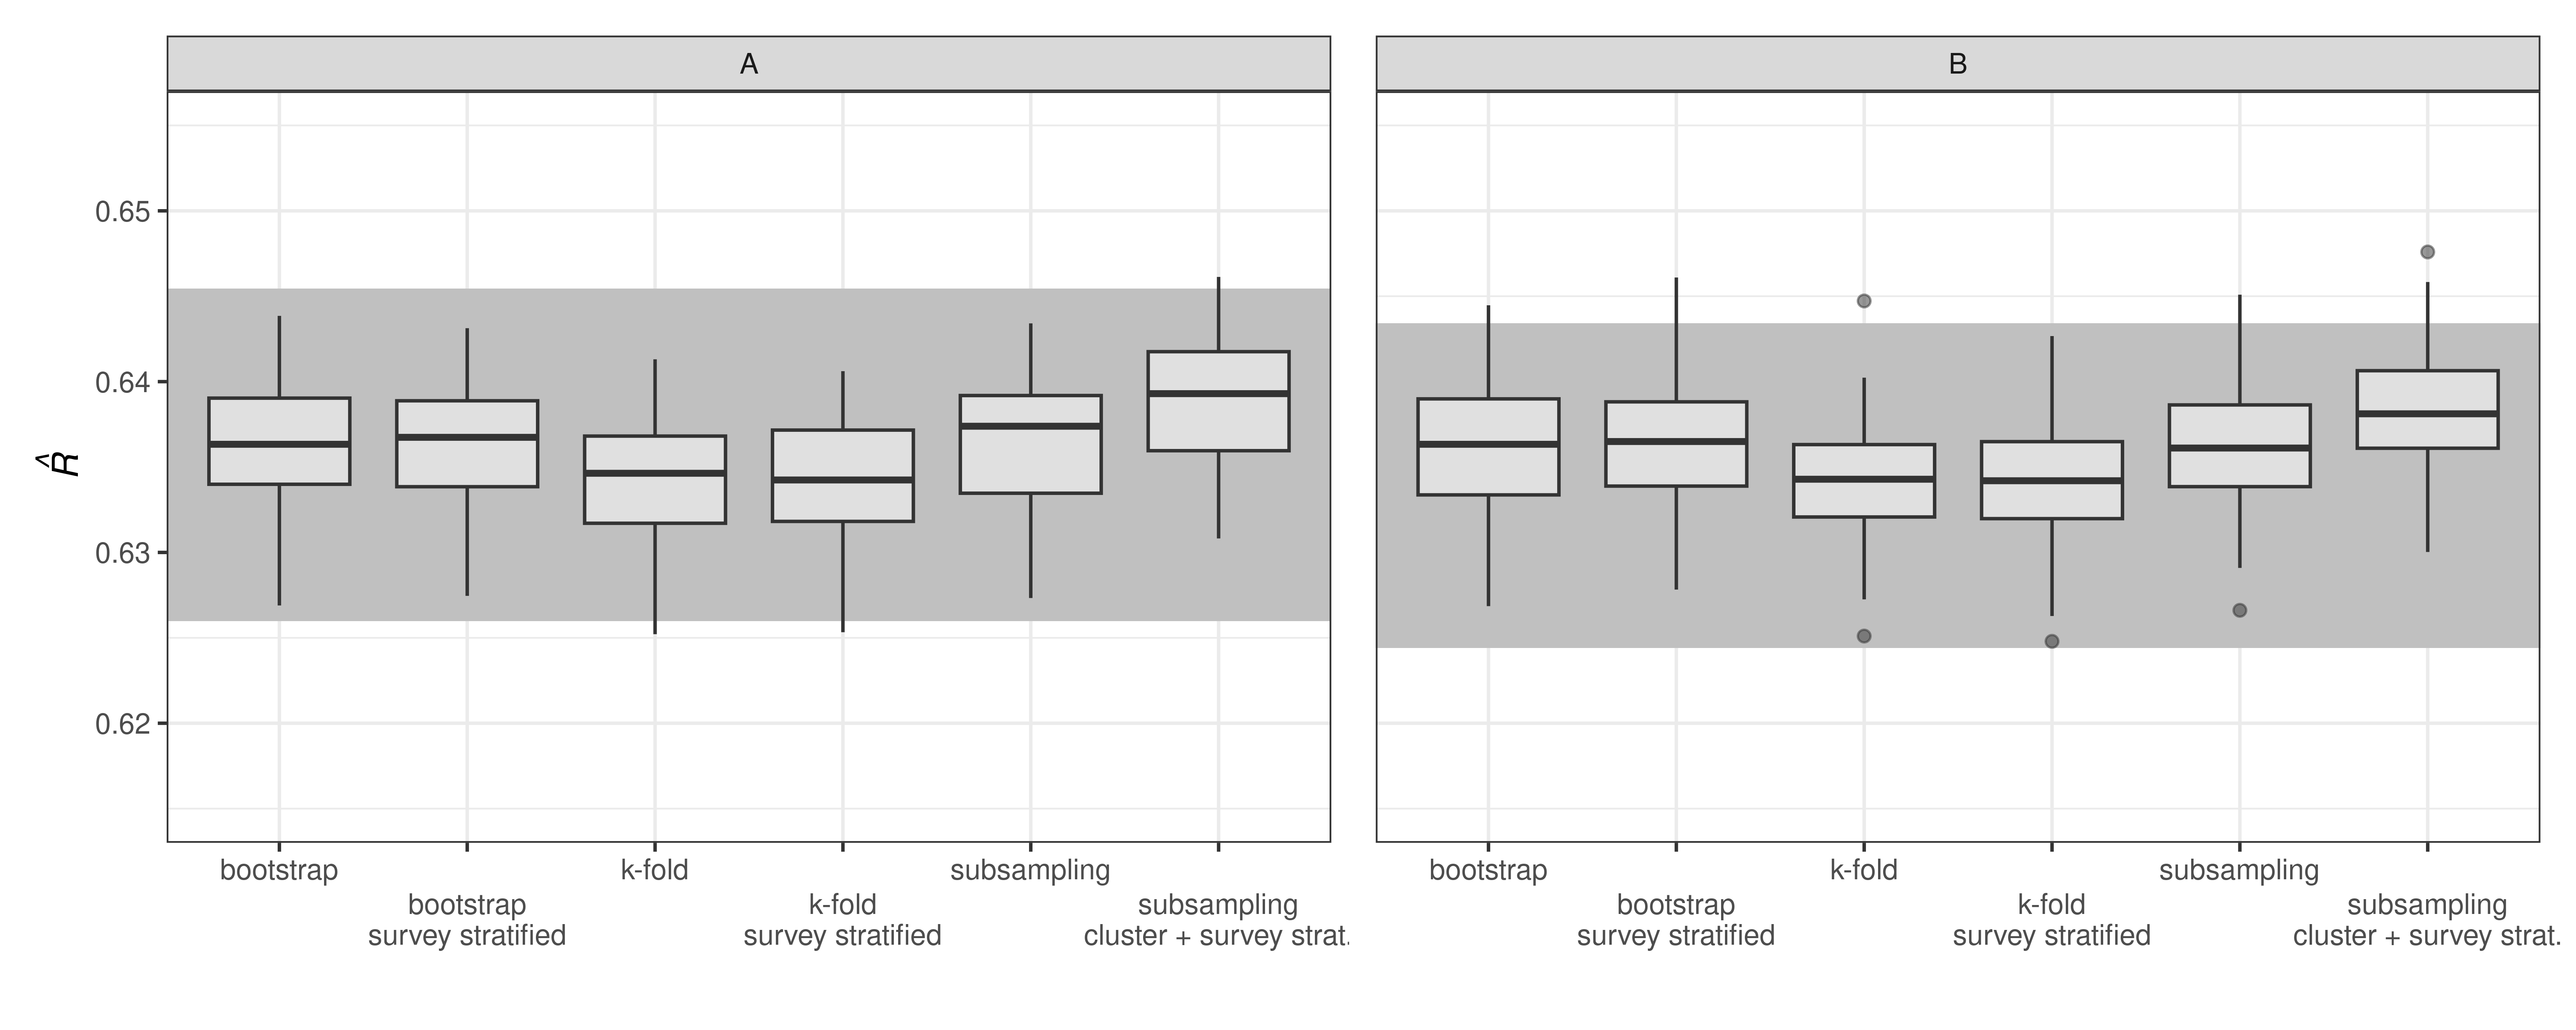 A
B
0.65
0.64
0.63
0.62
R̂
bootstrap
bootstrap
survey stratified
k-fold
k-fold
survey stratified
subsampling
subsampling
cluster + survey strat.
bootstrap
bootstrap
survey stratified
k-fold
k-fold
survey stratified
subsampling
subsampling
cluster + survey strat.